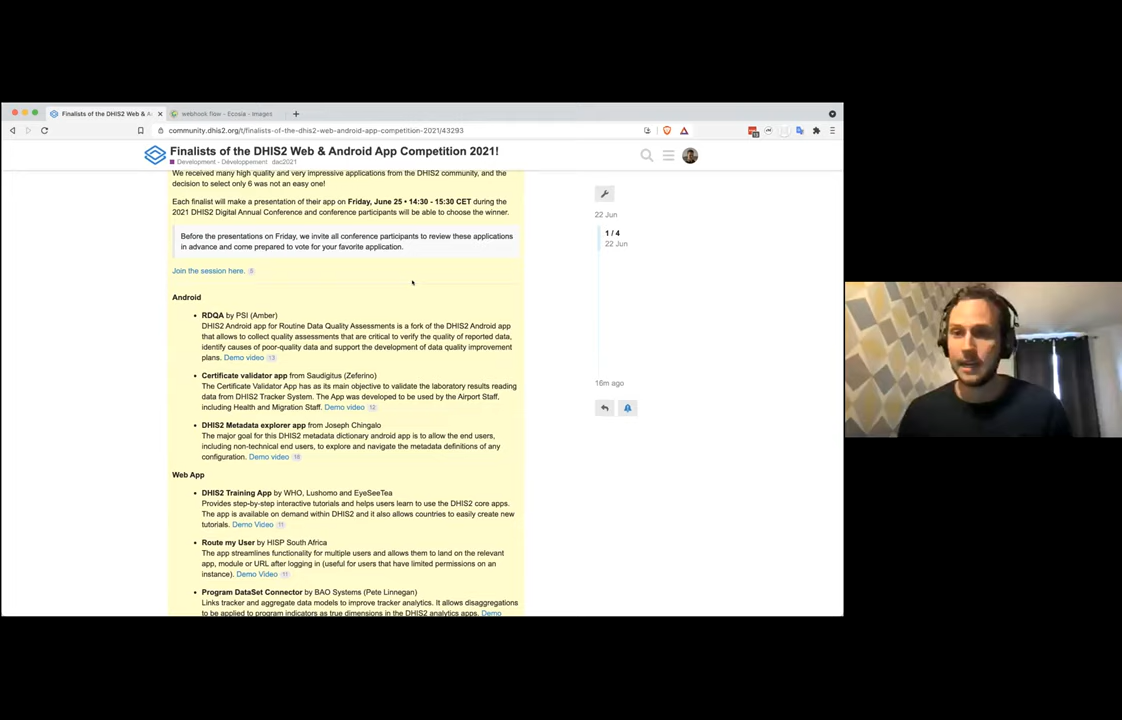 Finalists of the DHIS2 Web & A
webhook flow - Ecosia - Images
community.dhis2.org/t/finalists-of-the-dhis2-web-android-app-competition-2021/43293
Finalists of the DHIS2 Web & Android App Competition 2021!
Development - Développement dac2021
We received many high quality and very impressive applications from the DHIS2 community, and the
decision to select only 6 was not an easy one!
Each finalist will make a presentation of their app on Friday, June 25 • 14:30 - 15:30 CET during the
2021 DHIS2 Digital Annual Conference and conference participants will be able to choose the winner.
Before the presentations on Friday, we invite all conference participants to review these applications
in advance and come prepared to vote for your favorite application.
Join the session here.
Android
RDQA by PSI (Amber)
DHIS2 Android app for Routine Data Quality Assessments is a fork of the DHIS2 Android app
that allows to collect quality assessments that are critical to verify the quality of reported data,
identify causes of poor-quality data and support the development of data quality improvement
plans. Demo video 13
Certificate validator app from Saudigitus (Zeferino)
The Certificate Validator App has as its main objective to validate the laboratory results reading
data from DHIS2 Tracker System. The App was developed to be used by the Airport Staff,
including Health and Migration Staff. Demo video 12
DHIS2 Metadata explorer app from Joseph Chingalo
The major goal for this DHIS2 metadata dictionary android app is to allow the end users,
including non-technical end users, to explore and navigate the metadata definitions of any
configuration. Demo video 18
Web App
DHIS2 Training App by WHO, Lushomo and EyeSeeTea
Provides step-by-step interactive tutorials and helps users learn to use the DHIS2 core apps.
The app is available on demand within DHIS2 and it also allows countries to easily create new
tutorials. Demo Video 11
Route my User by HISP South Africa
The app streamlines functionality for multiple users and allows them to land on the relevant
app, module or URL after logging in (useful for users that have limited permissions on an
instance). Demo Video
Program DataSet Connector by BAO Systems (Pete Linnegan)
Links tracker and aggregate data models to improve tracker analytics. It allows disaggregations
to be applied to program indicators as true dimensions in the DHIS2 analytics apps. Demo
22 Jun
1 / 4
22 Jun
16m ago